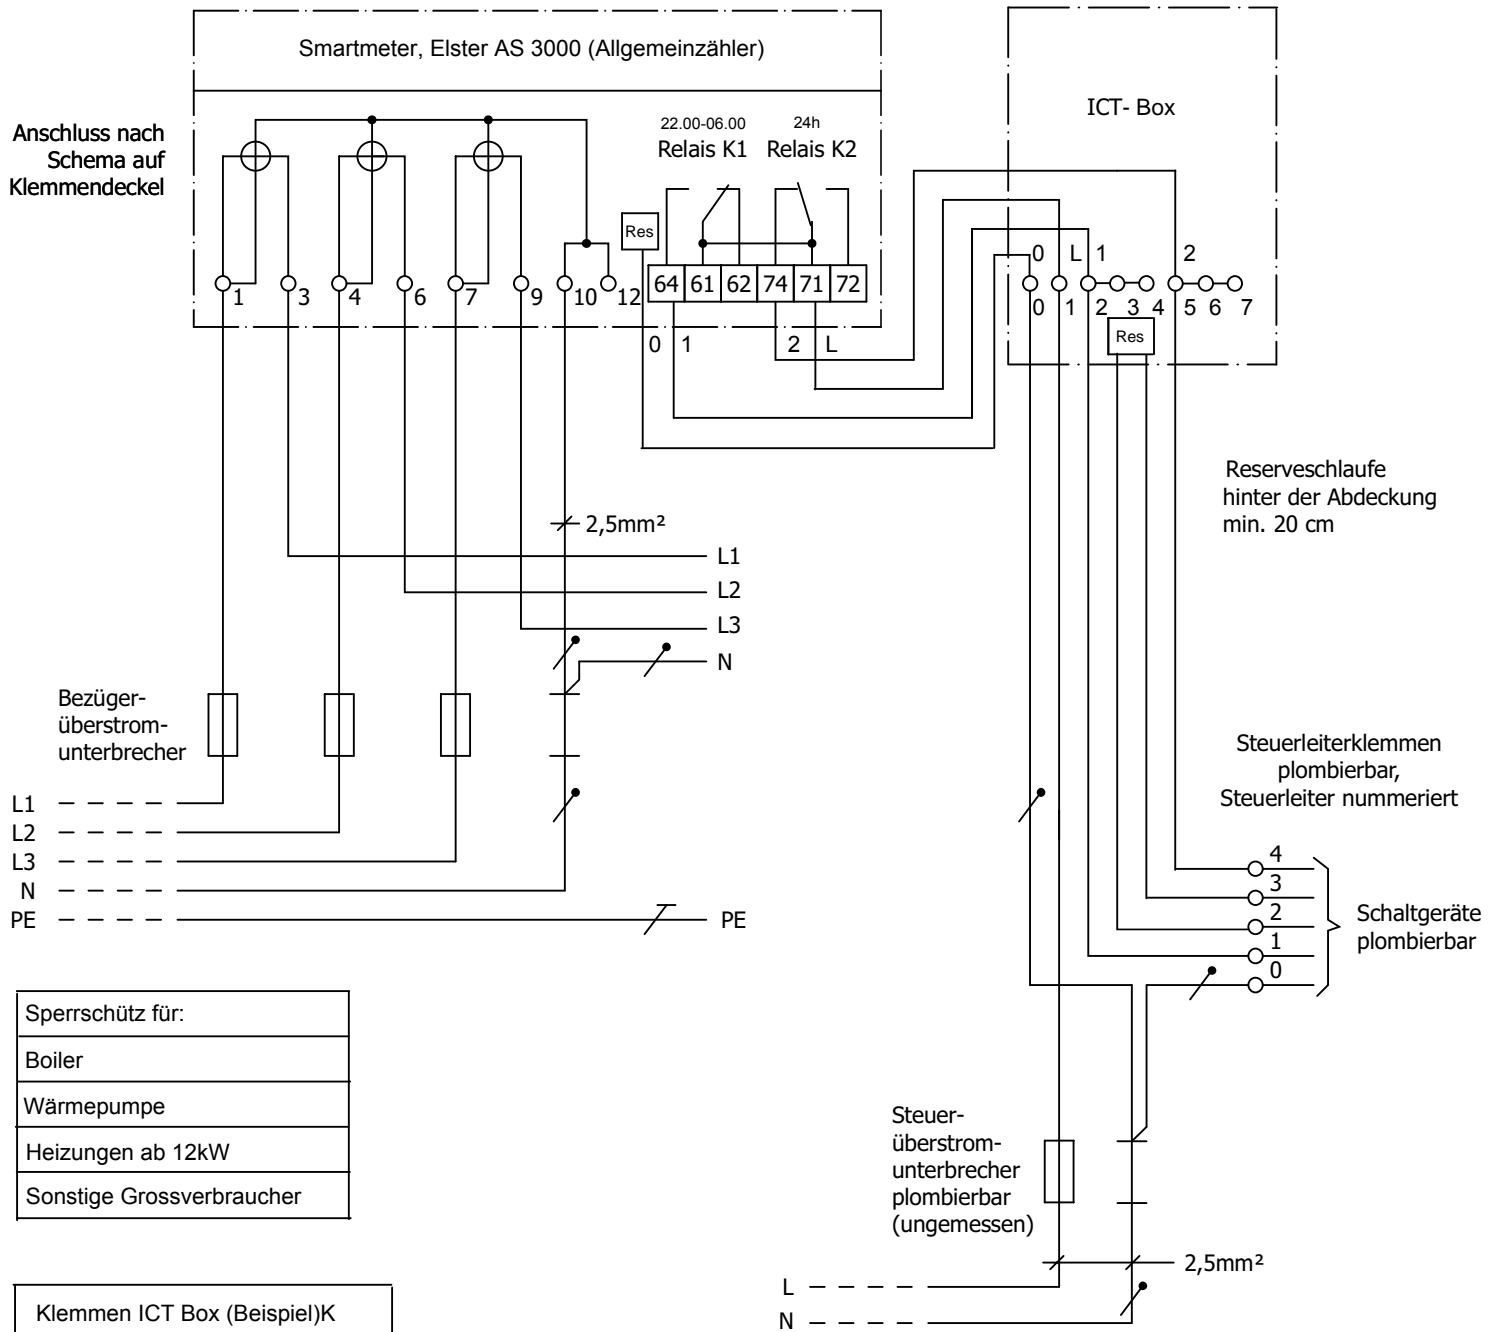 Smartmeter, Elster AS 3000 (Allgemeinzähler)
ICT- Box
Anschluss nach
Schema auf
Klemmendeckel
22.00-06.00 24h
Relais K1 Relais K2
Res
1 3 4 6 7 9 10 12
64 61 62 74 71 72
0 1 2 L
0 L 1 2
0 1 2 3 4 5 6 7
Res
Reserveschlaufe
hinter der Abdeckung
min. 20 cm
2,5mm²
L1
L2
L3
N
Bezüger-
überstrom-
unterbrecher
L1
L2
L3
N
PE
PE
Steuerleiterklemmen
plombierbar,
Steuerleiter nummeriert
4
3
2
1
0
Schaltgeräte
plombierbar
Sperrschütz für:
Boiler
Wärmepumpe
Heizungen ab 12kW
Sonstige Grossverbraucher
Steuer-
überstrom-
unterbrecher
plombierbar
(ungemessen)
2,5mm²
L
N
Klemmen ICT Box (Beispiel)K